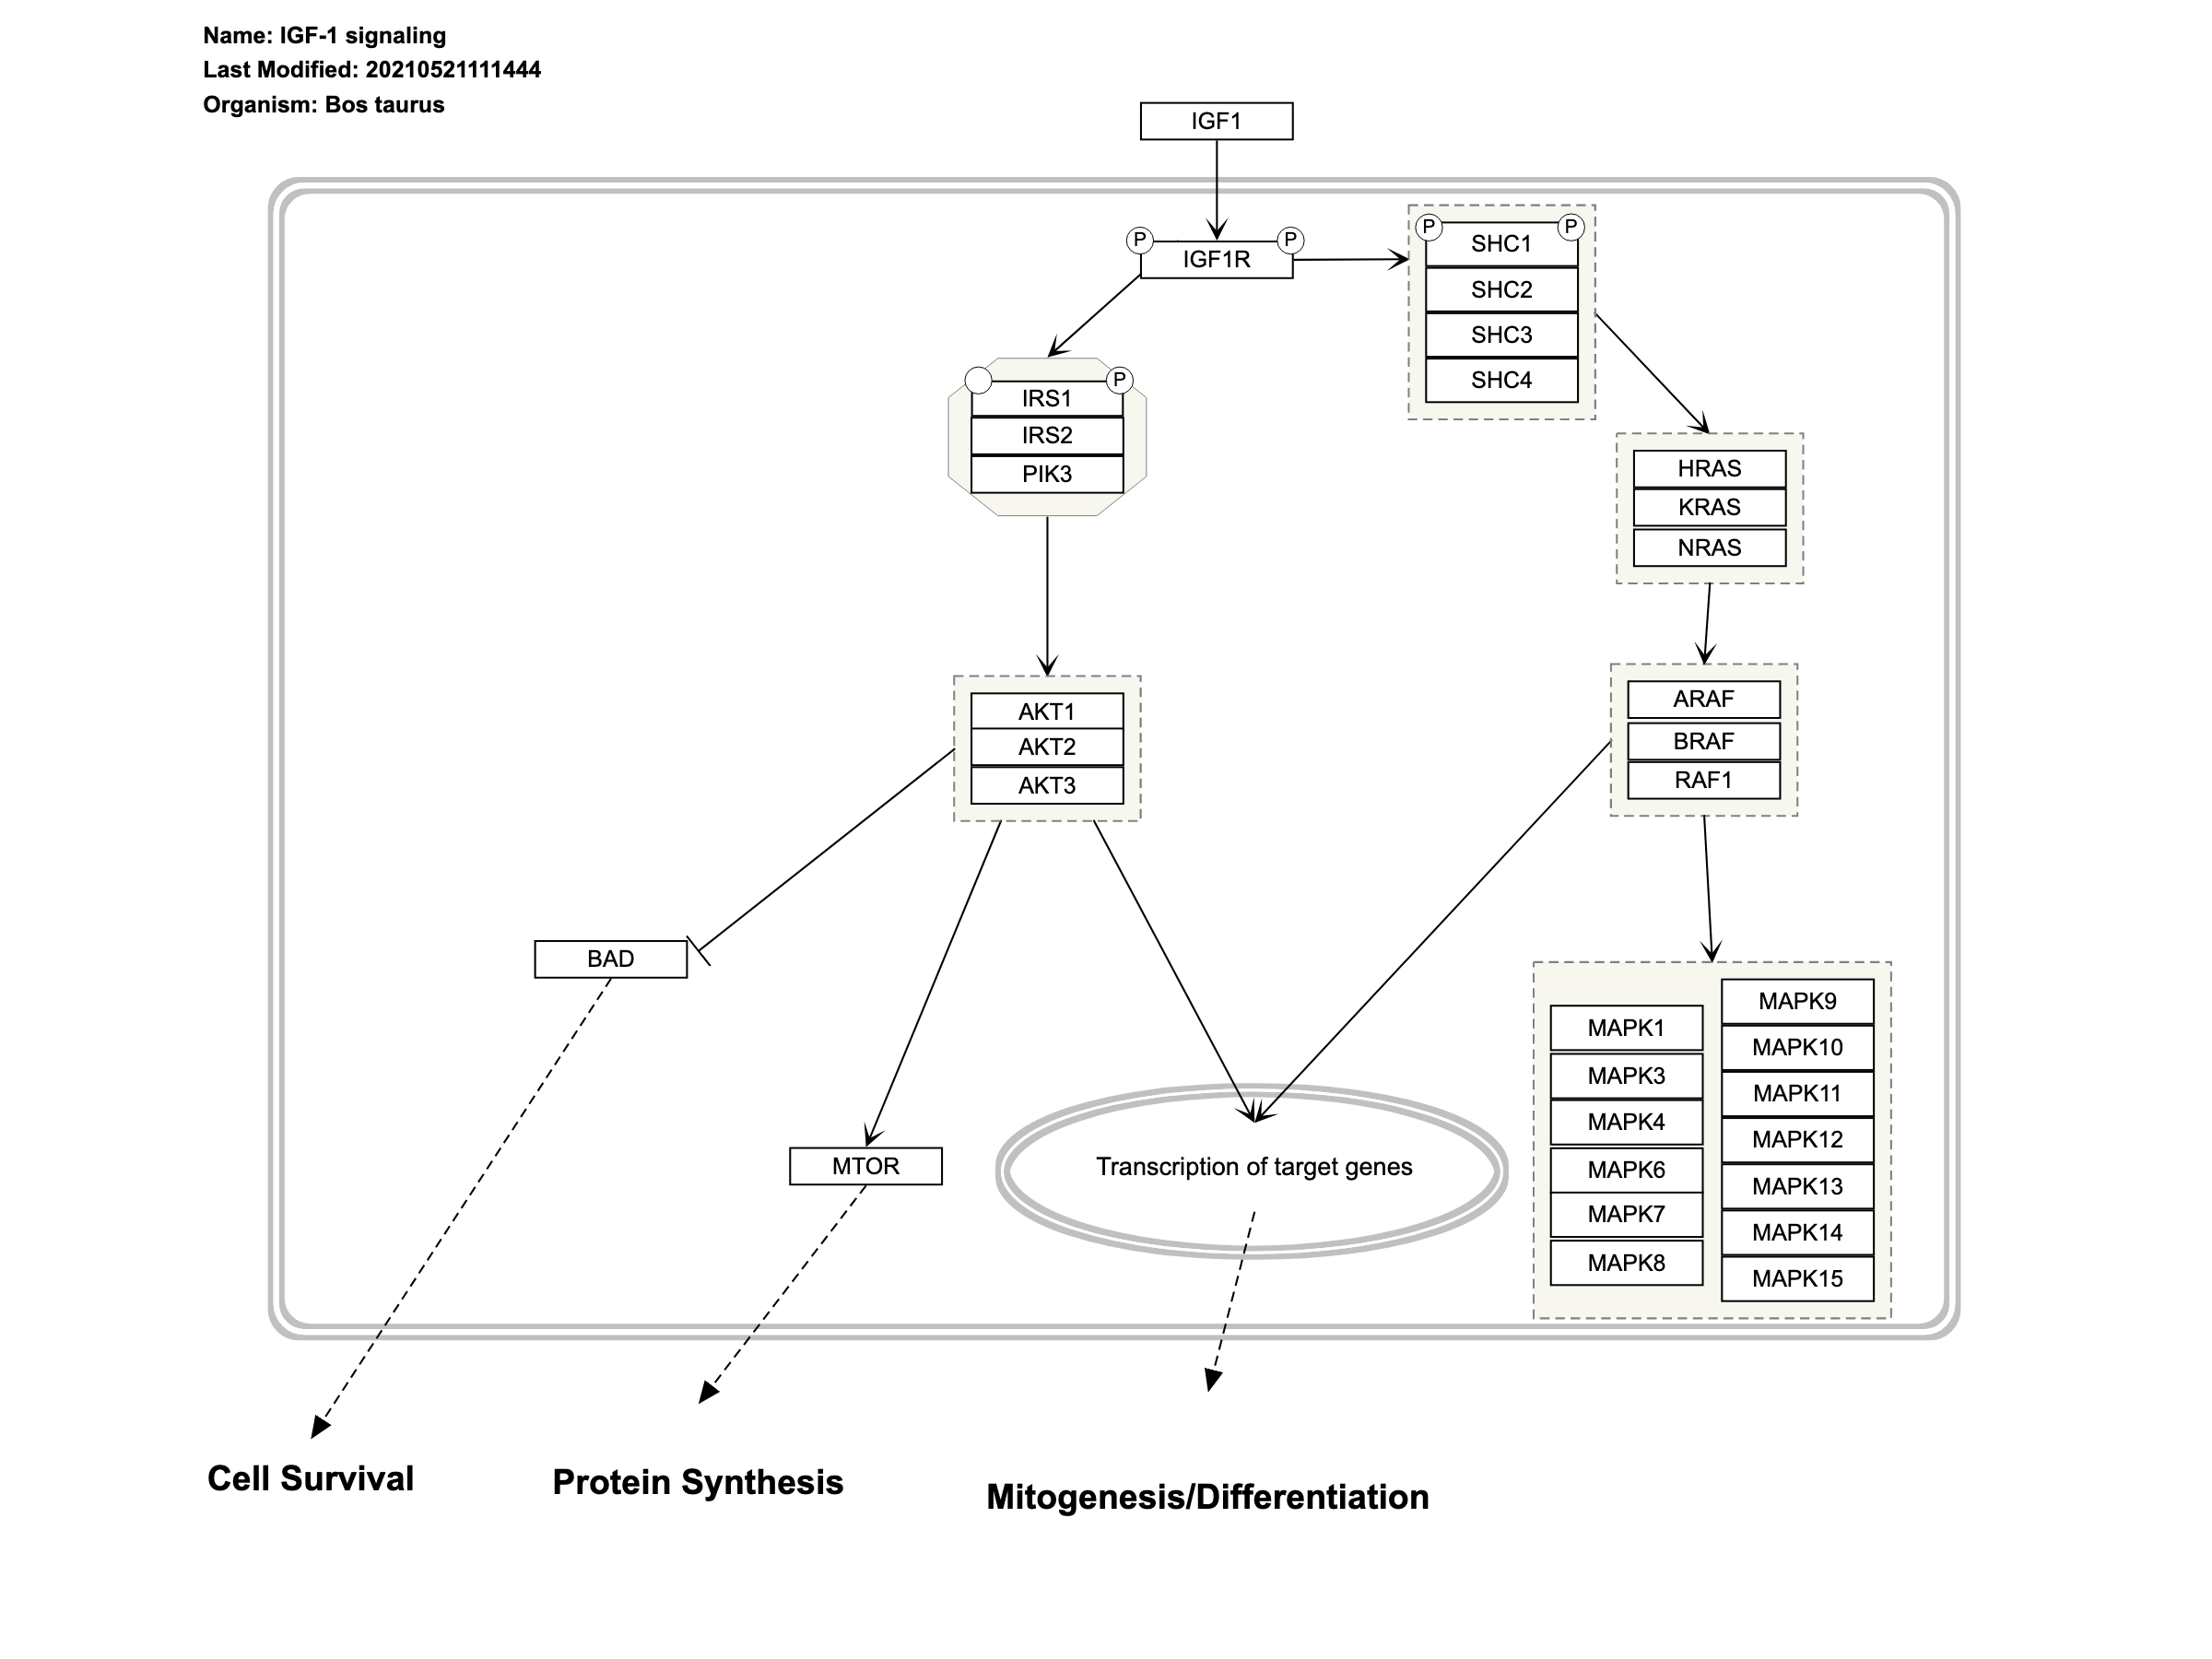 Name: IGF-1 signaling
Last Modified: 20210521111444
Organism: Bos taurus
IGF1
P
P
IGF1R
P
P
SHC1
SHC2
SHC3
SHC4
P
IRS1
IRS2
PIK3
HRAS
KRAS
NRAS
AKT1
AKT2
AKT3
ARAF
BRAF
RAF1
BAD
MTOR
Transcription of target genes
MAPK1
MAPK3
MAPK4
MAPK6
MAPK7
MAPK8
MAPK9
MAPK10
MAPK11
MAPK12
MAPK13
MAPK14
MAPK15
Cell Survival
Protein Synthesis
Mitogenesis/Differentiation